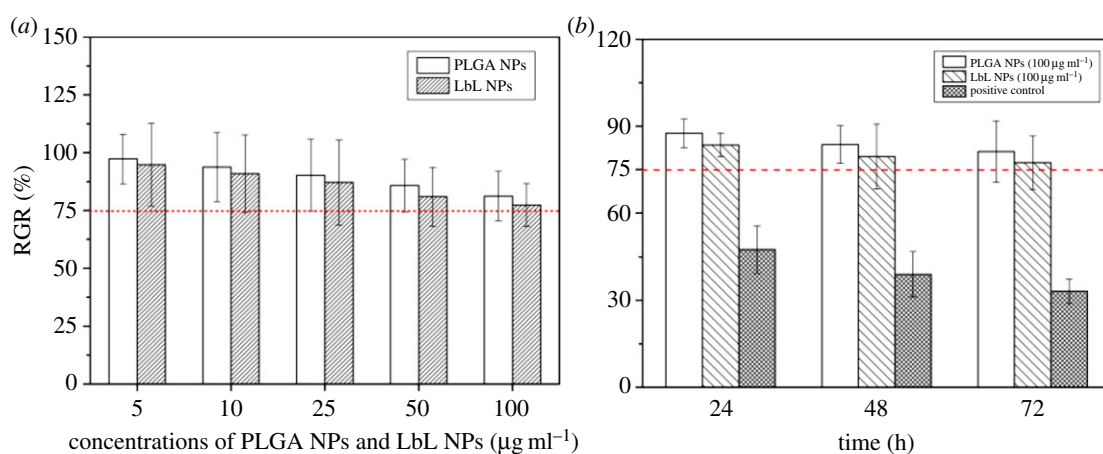 (a)
150
125
100
75
50
25
0
RGR (%)
PLGA NPs
LbL NPs
5 10 25 50 100
concentrations of PLGA NPs and LbL NPs (µg ml⁻¹)
(b)
120
90
75
60
30
0
PLGA NPs (100 µg ml⁻¹)
LbL NPs (100 µg ml⁻¹)
positive control
24 48 72
time (h)